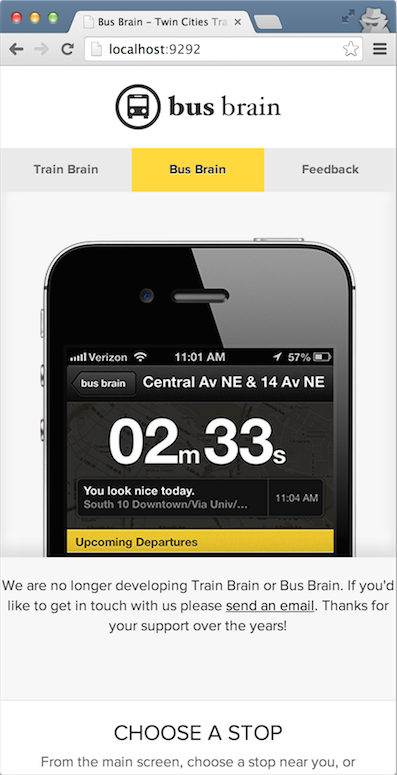 Bus Brain – Twin Cities Tra
localhost:9292
bus brain
Train Brain
Bus Brain
Feedback
Verizon
11:01 AM
57%
bus brain
Central Av NE & 14 Av NE
02m33s
You look nice today.
South 10 Downtown/Via Univ/...
11:04 AM
Upcoming Departures
We are no longer developing Train Brain or Bus Brain. If you'd
like to get in touch with us please send an email. Thanks for
your support over the years!
CHOOSE A STOP
From the main screen, choose a stop near you, or